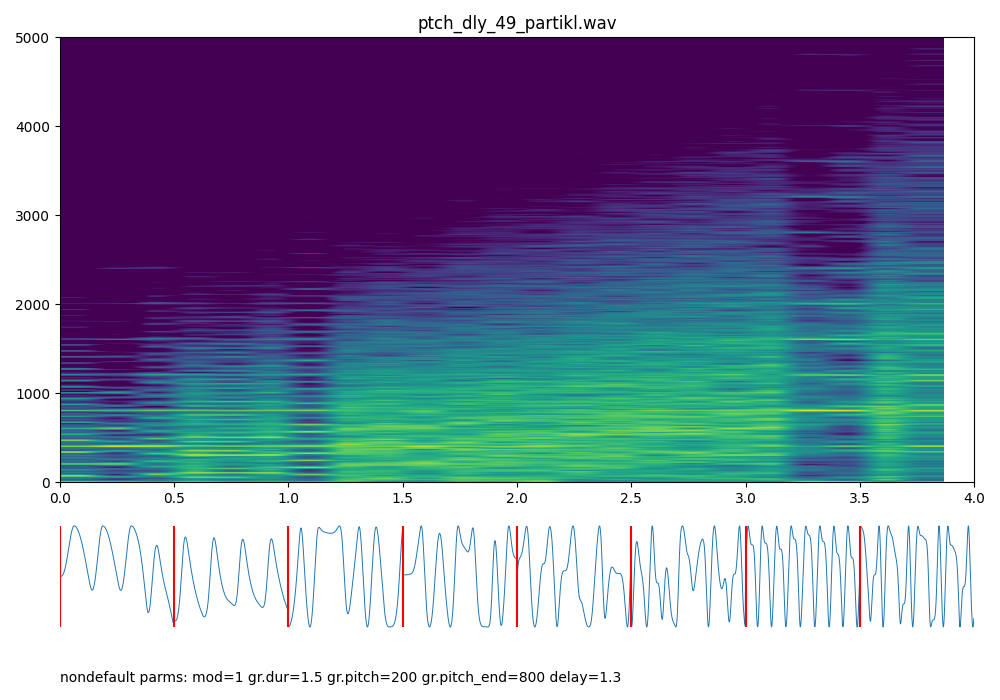 ptch_dly_49_partikl.wav
5000
4000
3000
2000
1000
0
0.0 0.5 1.0 1.5 2.0 2.5 3.0 3.5 4.0
nondefault parms: mod=1 gr.dur=1.5 gr.pitch=200 gr.pitch_end=800 delay=1.3